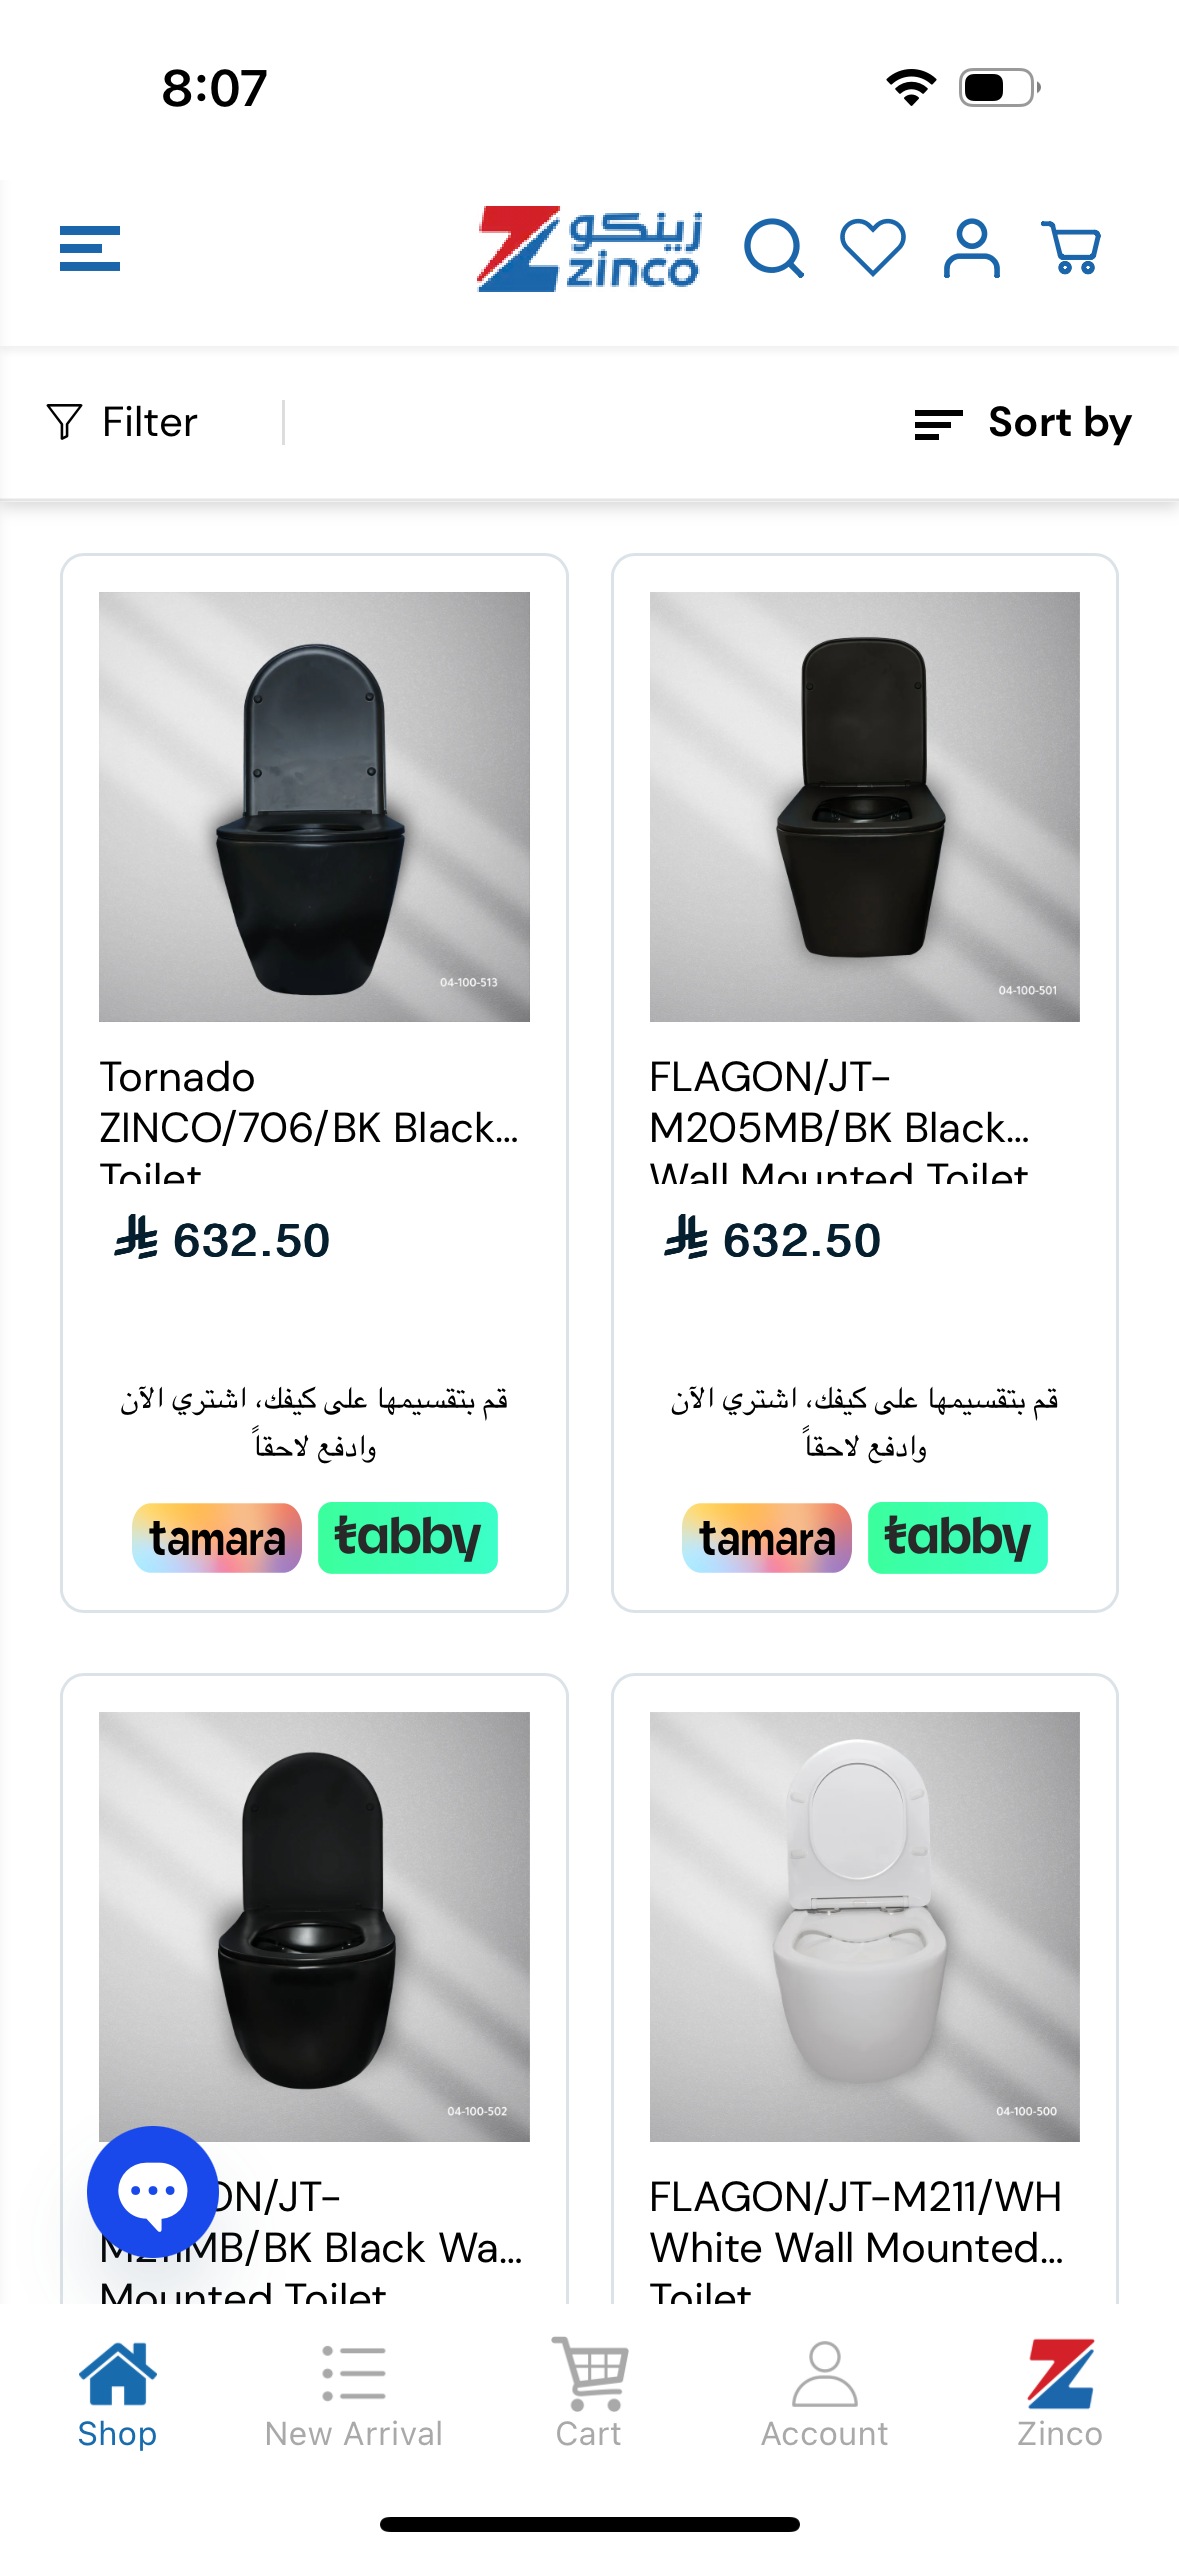 8:07
زينكو
zinco
Filter
Sort by
04-100-513
04-100-501
Tornado
ZINCO/706/BK Black...
Toilet
FLAGON/JT-
M205MB/BK Black...
Wall Mounted Toilet
632.50
632.50
قم بتقسيمها على كيفك، اشتري الآن
وادفع لاحقاً
قم بتقسيمها على كيفك، اشتري الآن
وادفع لاحقاً
tamara
tabby
tamara
tabby
04-100-502
04-100-500
ON/JT-
MB/BK Black Wa...
Mounted Toilet
FLAGON/JT-M211/WH
White Wall Mounted...
Toilet
Shop
New Arrival
Cart
Account
Zinco